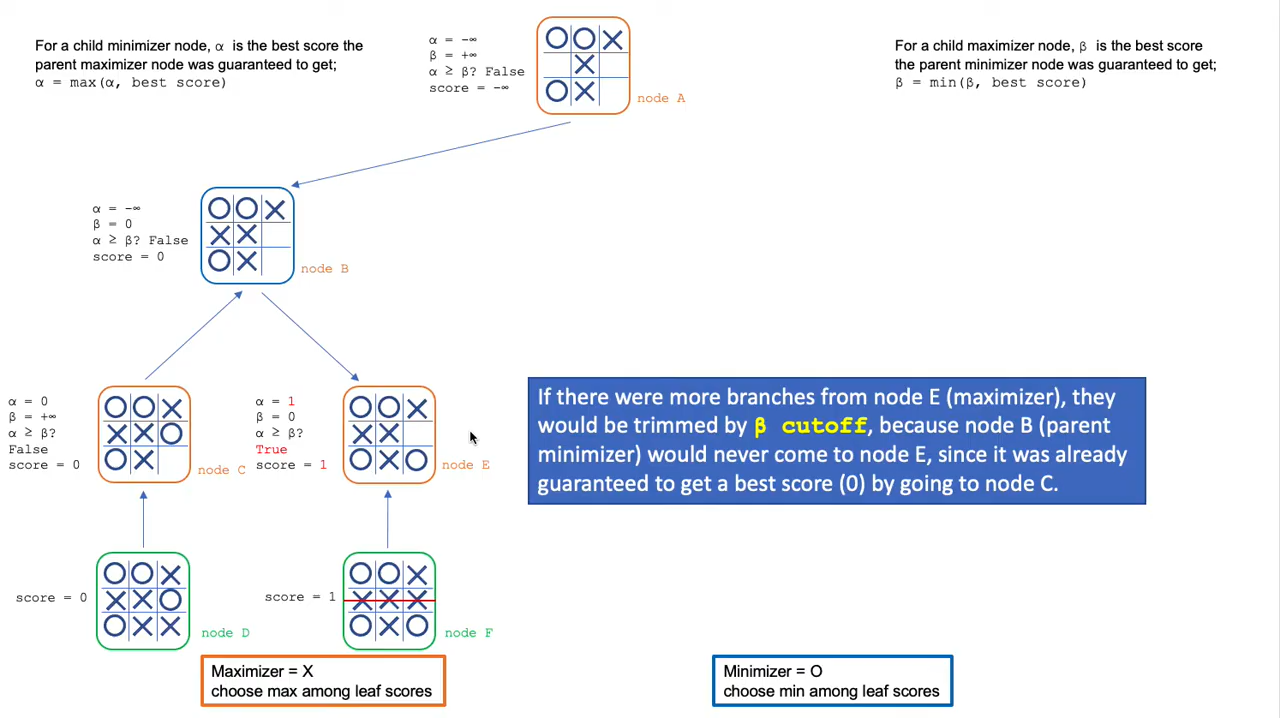 For a child minimizer node, α is the best score the
parent maximizer node was guaranteed to get;
α = max(α, best score)
α = -∞
β = +∞
α ≥ β? False
score = -∞
node A
For a child maximizer node, β is the best score
the parent minimizer node was guaranteed to get;
β = min(β, best score)
α = -∞
β = 0
α ≥ β? False
score = 0
node B
α = 0
β = +∞
α ≥ β?
False
score = 0
node C
α = 1
β = 0
α ≥ β?
True
score = 1
node E
If there were more branches from node E (maximizer), they
would be trimmed by β cutoff, because node B (parent
minimizer) would never come to node E, since it was already
guaranteed to get a best score (0) by going to node C.
score = 0
node D
score = 1
node F
Maximizer = X
choose max among leaf scores
Minimizer = O
choose min among leaf scores